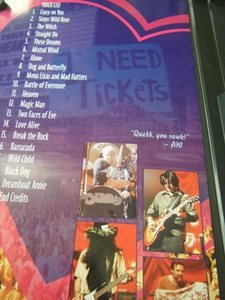 TRACK LIST
1. Crazy on You
2. Sister Wild Rose
3. The Witch
4. Straight On
5. These Dreams
6. Mistral Wind
7. Alone
8. Dog and Butterfly
9. Mona Lisas and Mad Hatters
10. Battle of Evermore
11. Heaven
12. Magic Man
13. Two Faces of Eve
14. Love Alive
15. Break the Rock
6. Barracuda
Wild Child
Black Dog
Dreamboat Annie
End Credits
I NEED
TICKETS
"Quebb, you rawk!"